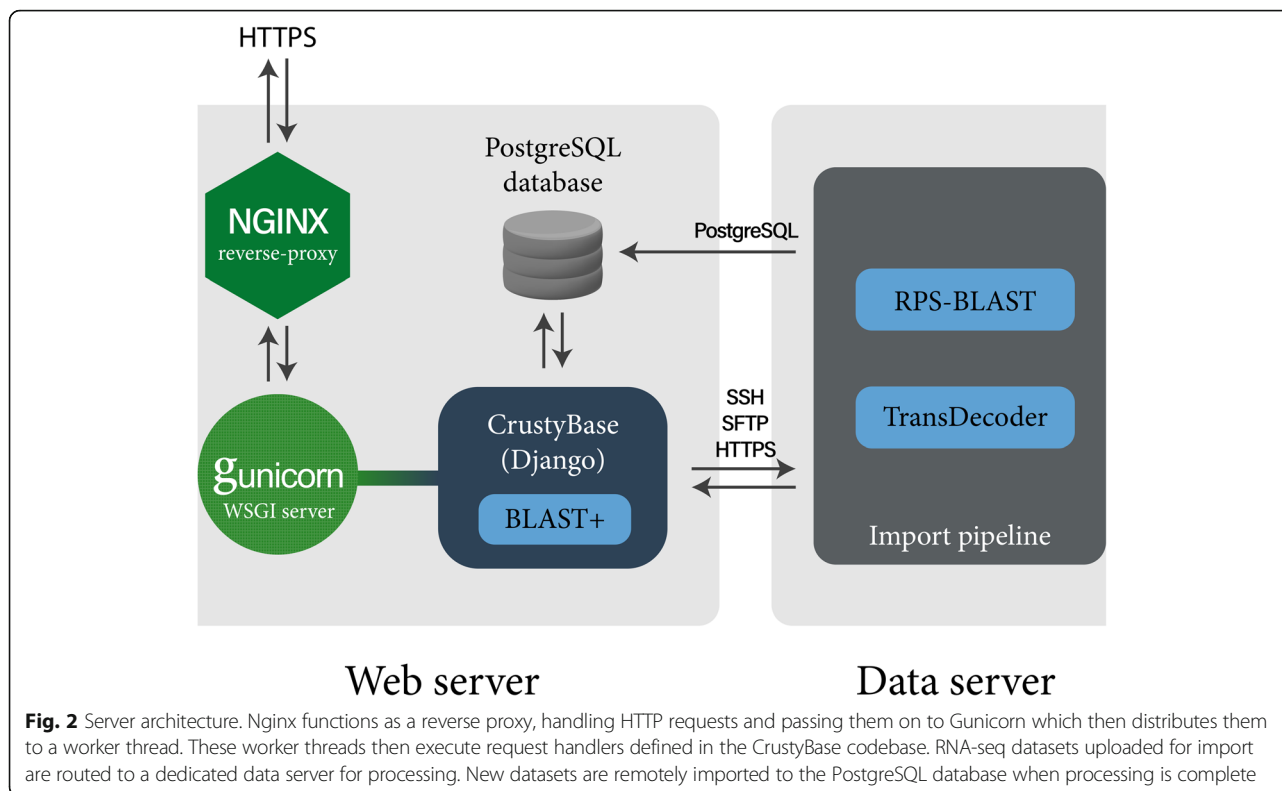 HTTPS
NGINX
reverse-proxy
PostgreSQL
database
PostgreSQL
RPS-BLAST
TransDecoder
Import pipeline
gunicorn
WSGI server
CrustyBase
(Django)
BLAST+
SSH
SFTP
HTTPS
Web server
Data server
Fig. 2 Server architecture. Nginx functions as a reverse proxy, handling HTTP requests and passing them on to Gunicorn which then distributes them
to a worker thread. These worker threads then execute request handlers defined in the CrustyBase codebase. RNA-seq datasets uploaded for import
are routed to a dedicated data server for processing. New datasets are remotely imported to the PostgreSQL database when processing is complete